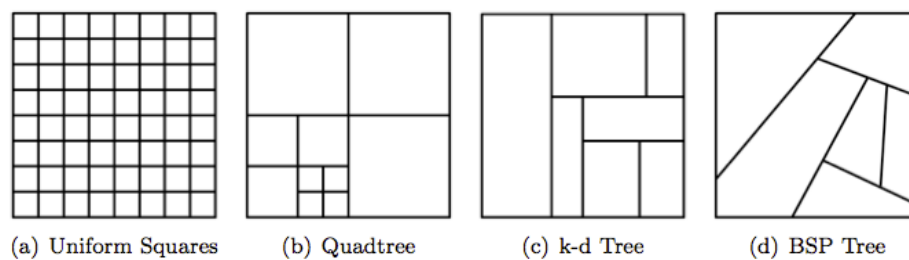 (a) Uniform Squares
(b) Quadtree
(c) k-d Tree
(d) BSP Tree